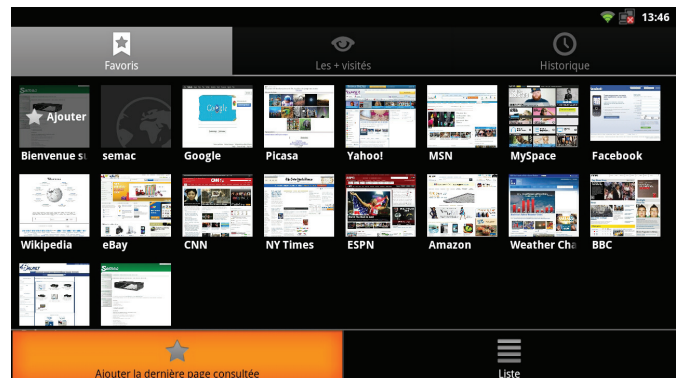 13:46
Favoris
Les + visités
Historique
Ajouter
Bienvenue su
semac
Google
Picasa
Yahoo!
MSN
MySpace
Facebook
Wikipedia
eBay
CNN
NY Times
ESPN
Amazon
Weather Cha
BBC
Ajouter la dernière page consultée
Liste